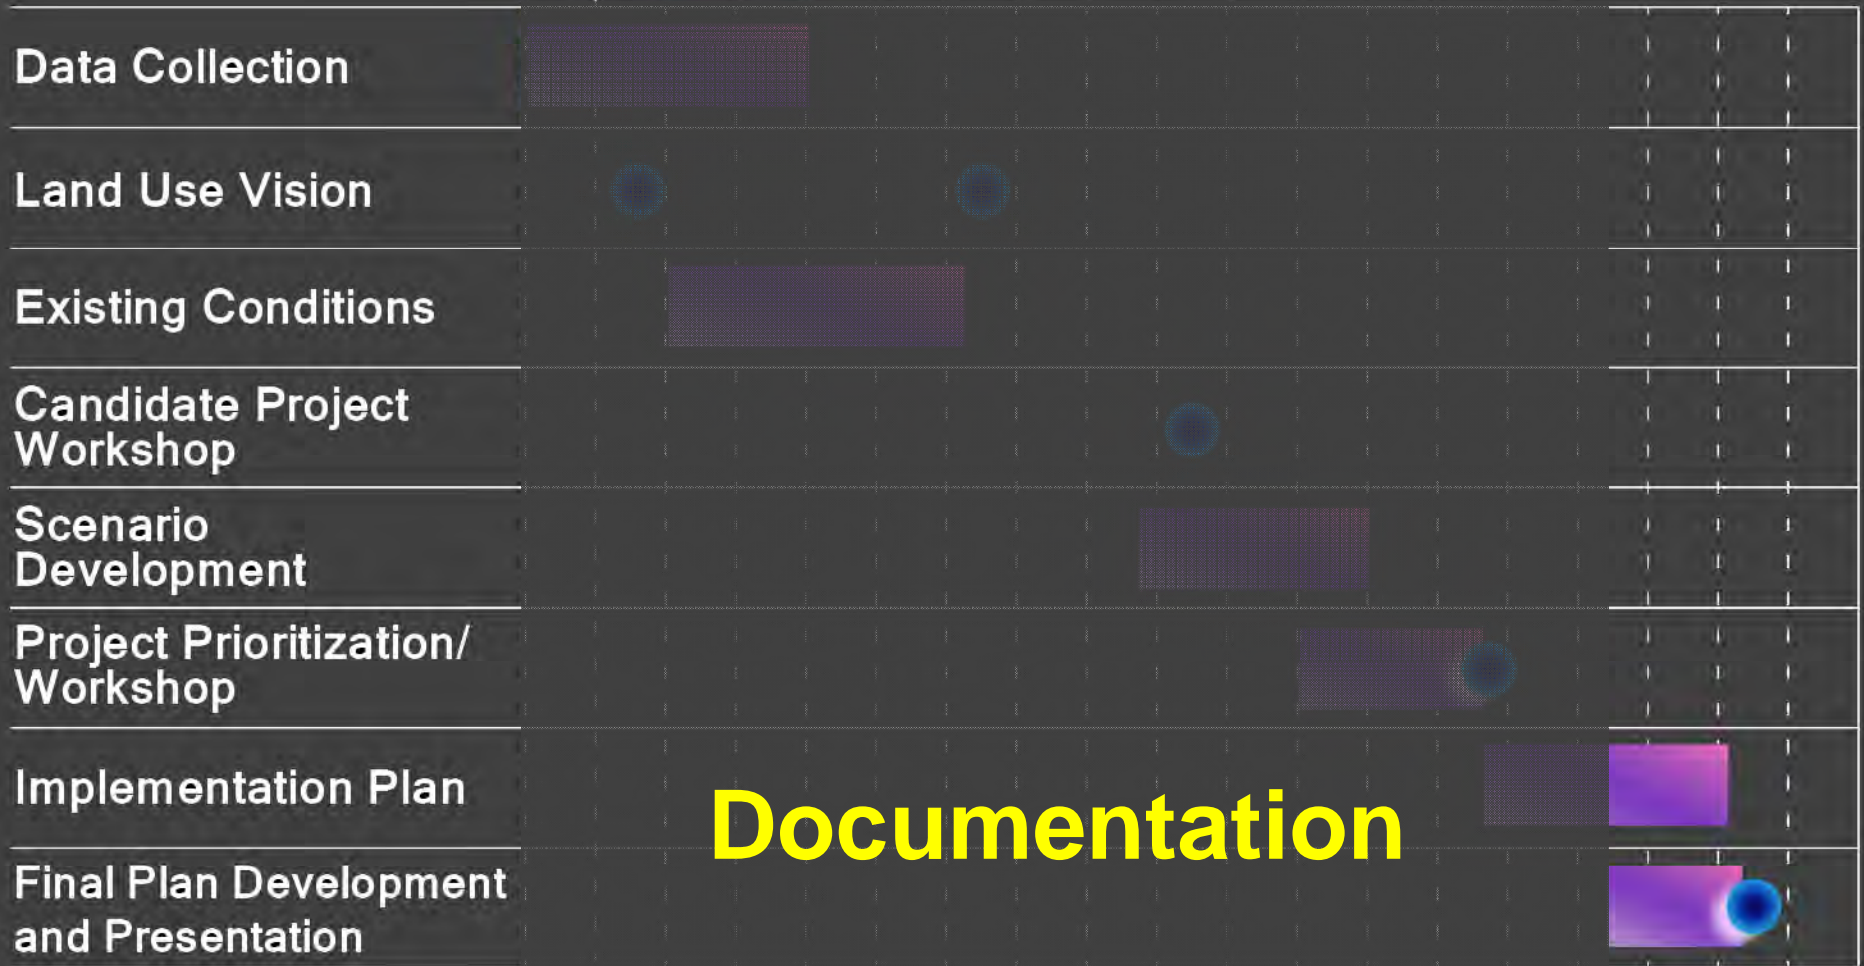 Data Collection
Land Use Vision
Existing Conditions
Candidate Project
Workshop
Scenario
Development
Project Prioritization/
Workshop
Implementation Plan
Documentation
Final Plan Development
and Presentation